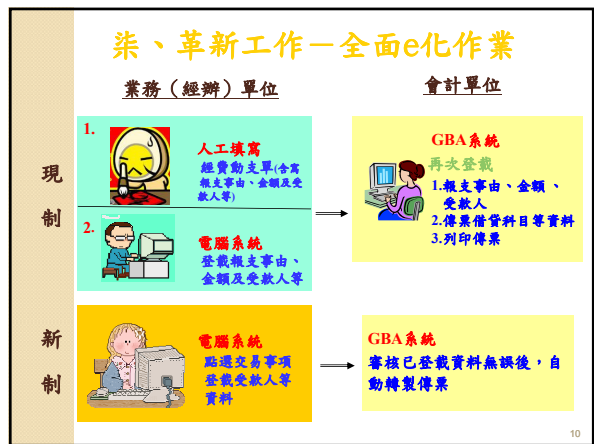 柒、革新工作－全面e化作業
業務（經辦）單位
會計單位
現
制
1.
人工填寫
經費動支單(含寫
報支事由、金額及受
款人等)
2.
電腦系統
登載報支事由、
金額及受款人等
GBA系統
再次登載
1.報支事由、金額、
受款人
2.傳票借貸科目等資料
3.列印傳票
新
制
電腦系統
點選交易事項
登載受款人等
資料
GBA系統
審核已登載資料無誤後，自
動轉製傳票
10